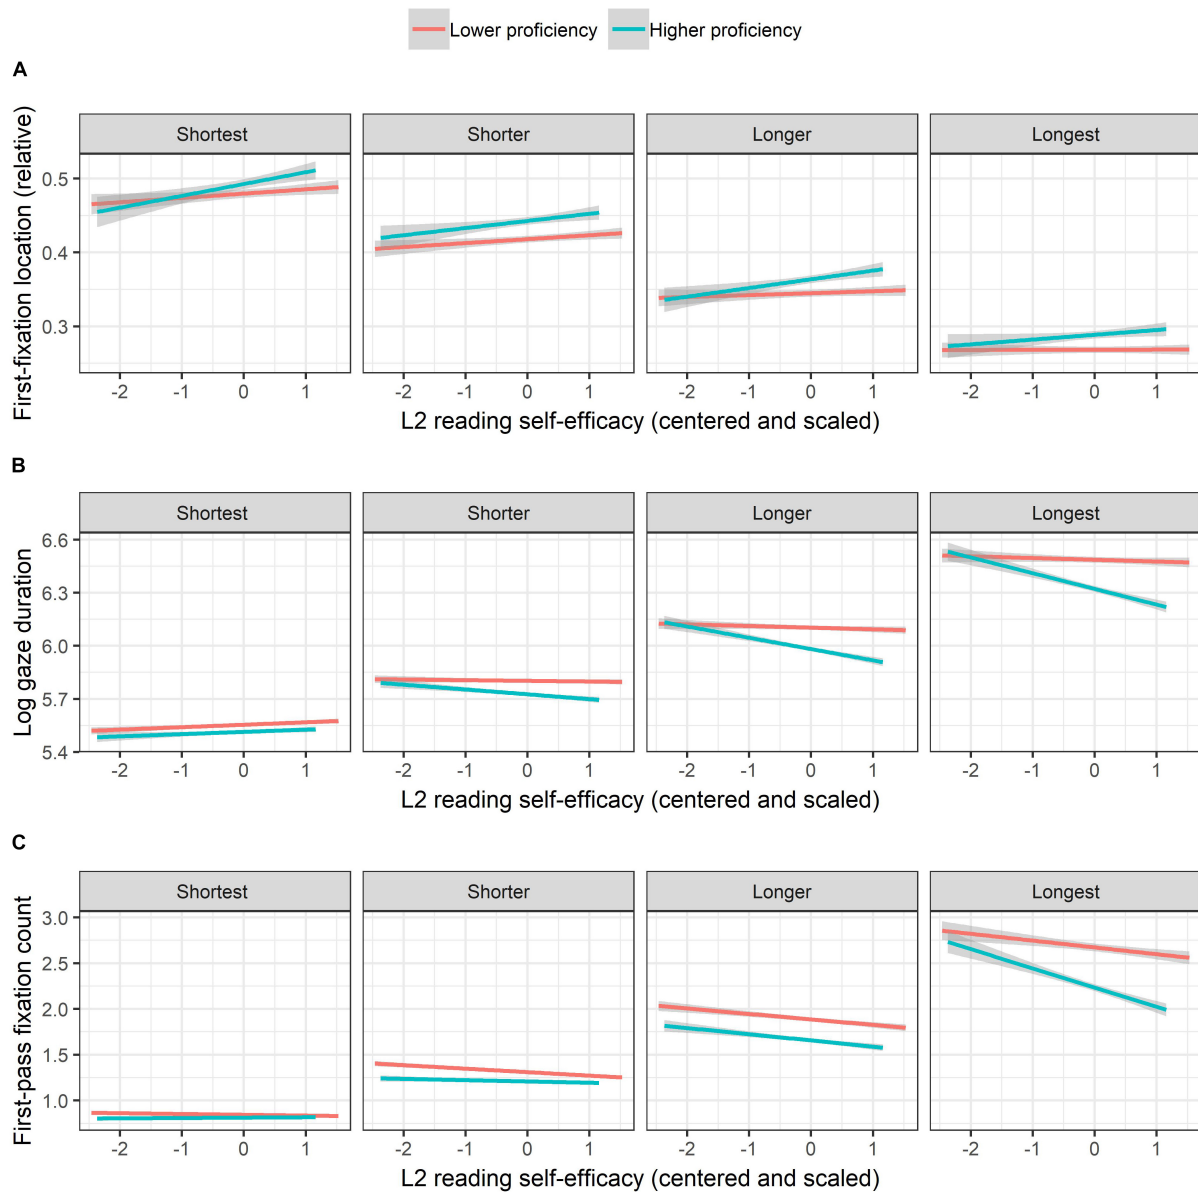 Lower proficiency Higher proficiency
A
First-fixation location (relative)
Shortest Shorter Longer Longest
0.5
0.4
0.3
-2 -1 0 1 -2 -1 0 1 -2 -1 0 1 -2 -1 0 1
L2 reading self-efficacy (centered and scaled)
B
Log gaze duration
Shortest Shorter Longer Longest
6.6
6.3
6.0
5.7
5.4
-2 -1 0 1 -2 -1 0 1 -2 -1 0 1 -2 -1 0 1
L2 reading self-efficacy (centered and scaled)
C
First-pass fixation count
Shortest Shorter Longer Longest
3.0
2.5
2.0
1.5
1.0
-2 -1 0 1 -2 -1 0 1 -2 -1 0 1 -2 -1 0 1
L2 reading self-efficacy (centered and scaled)